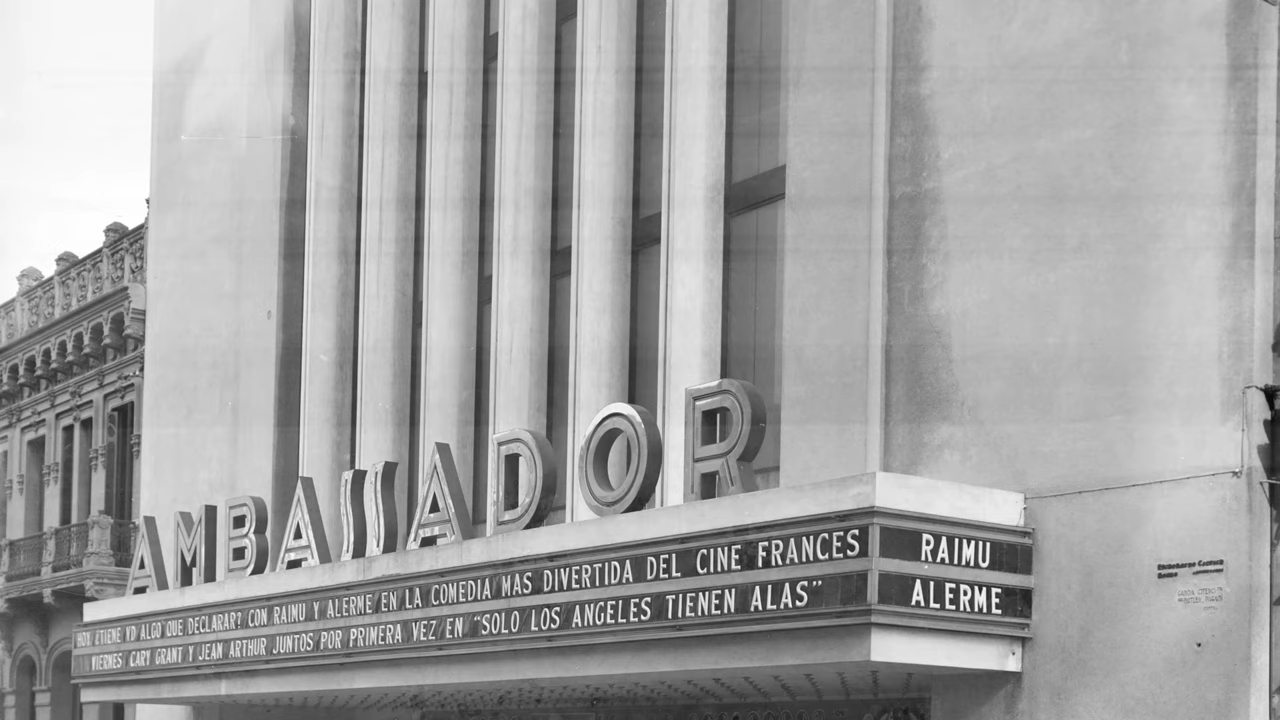 AMBASSADOR
HOY ¿TIENE VD ALGO QUE DECLARAR? CON RAIMU Y ALERME EN LA COMEDIA MAS DIVERTIDA DEL CINE FRANCES
RAIMU
VIERNES CARY GRANT Y JEAN ARTHUR JUNTOS POR PRIMERA VEZ EN "SOLO LOS ANGELES TIENEN ALAS"
ALERME